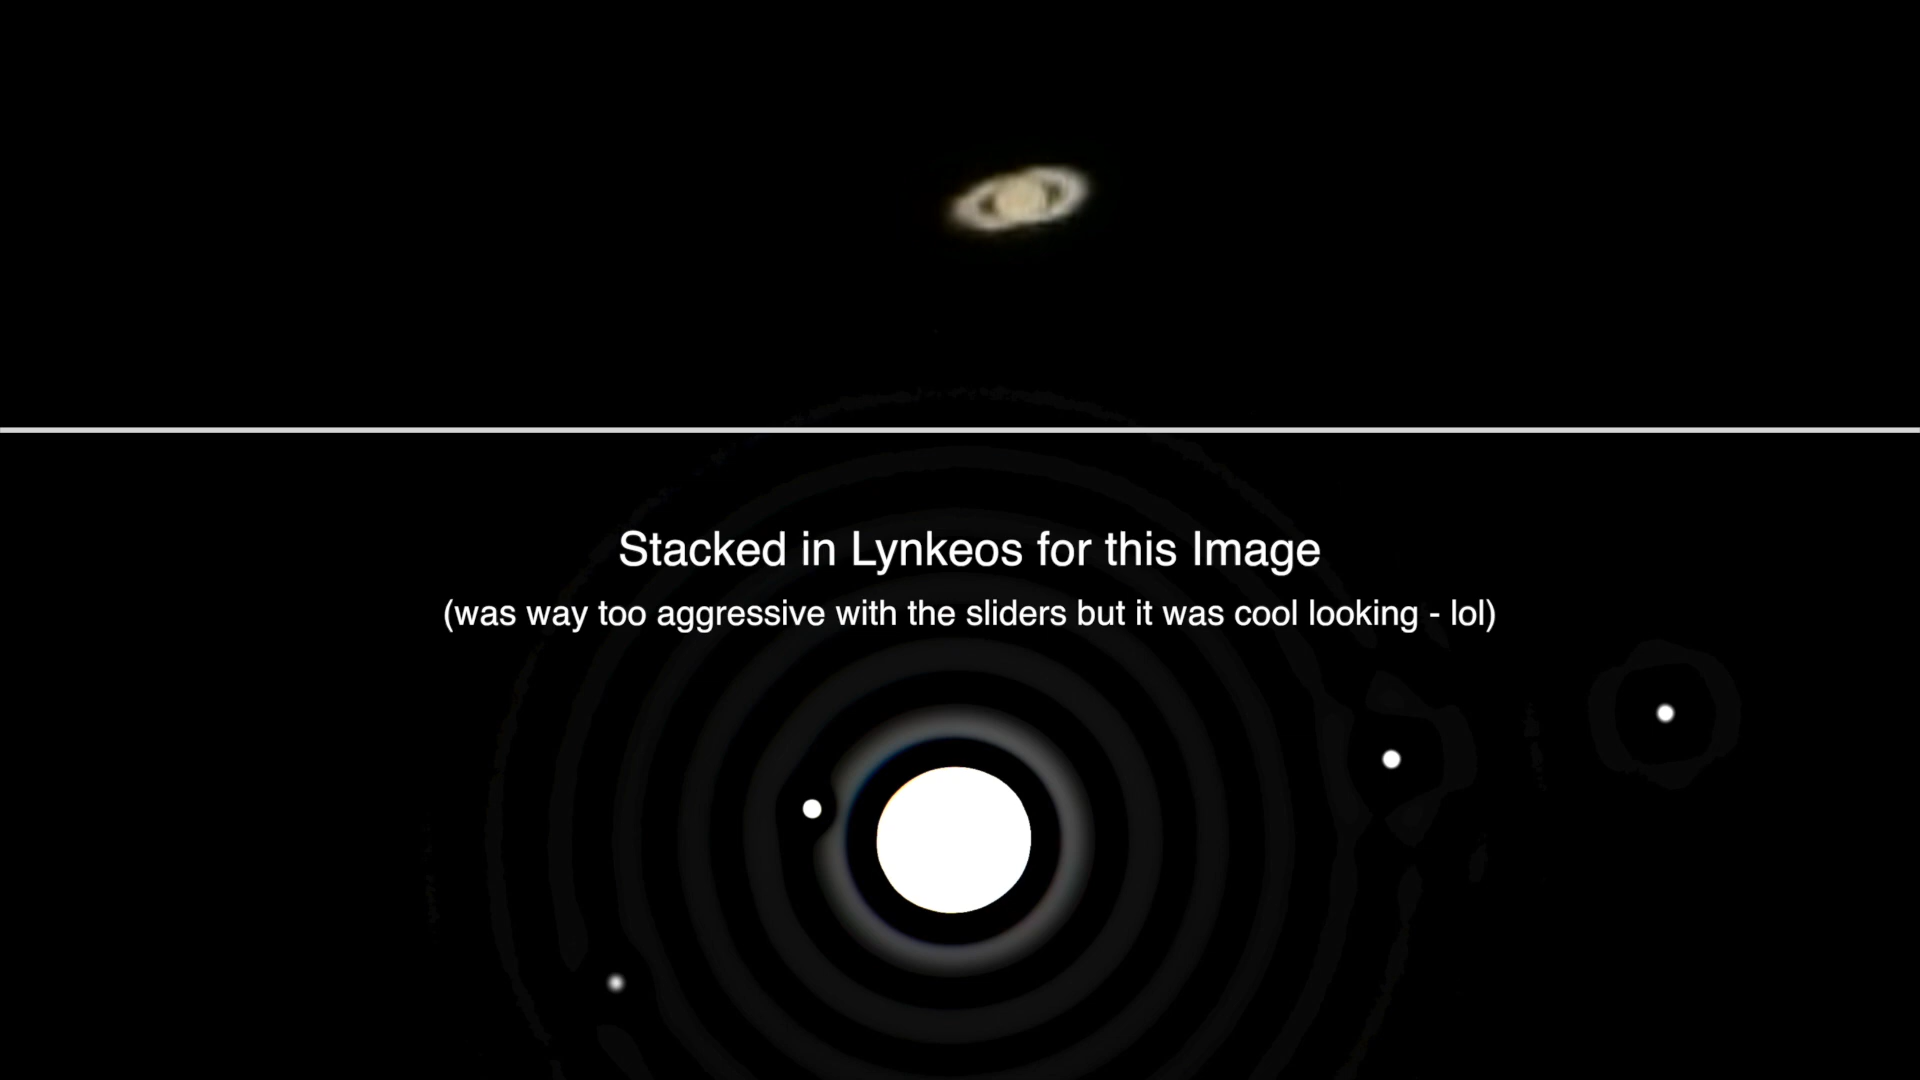 Stacked in Lynkeos for this Image
(was way too aggressive with the sliders but it was cool looking - lol)